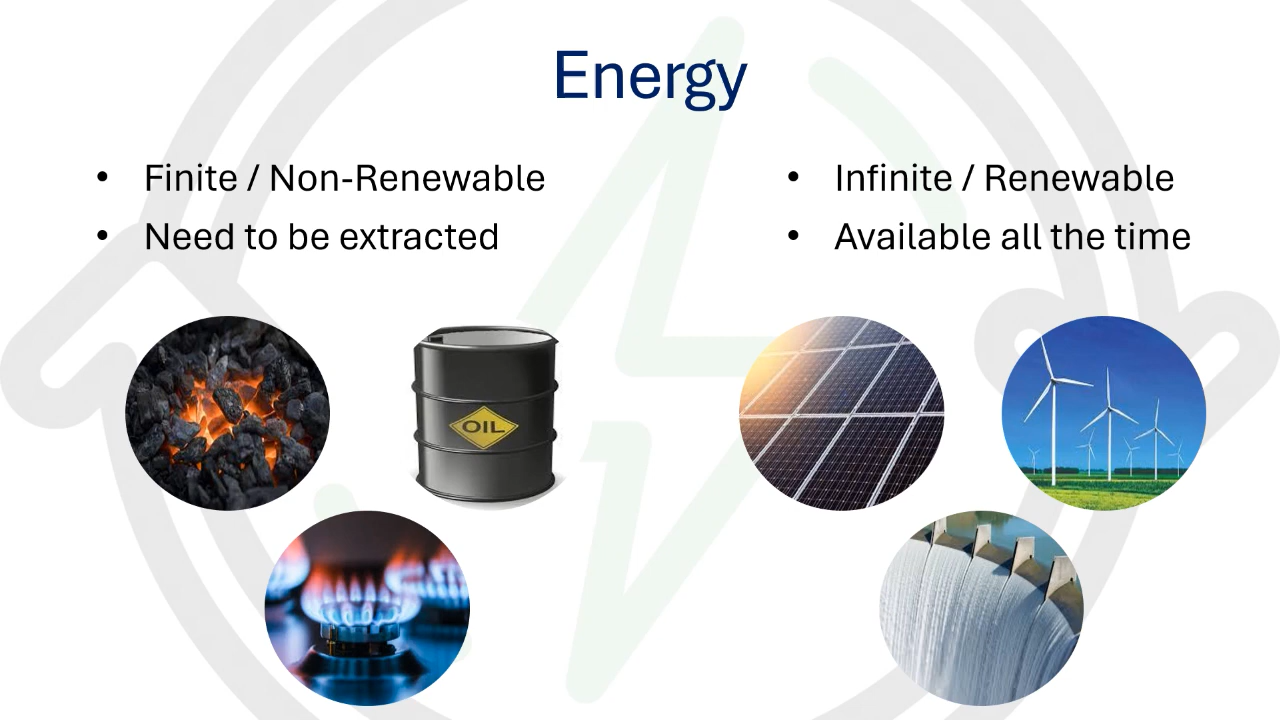 Energy
• Finite / Non-Renewable
• Need to be extracted
• Infinite / Renewable
• Available all the time
OIL